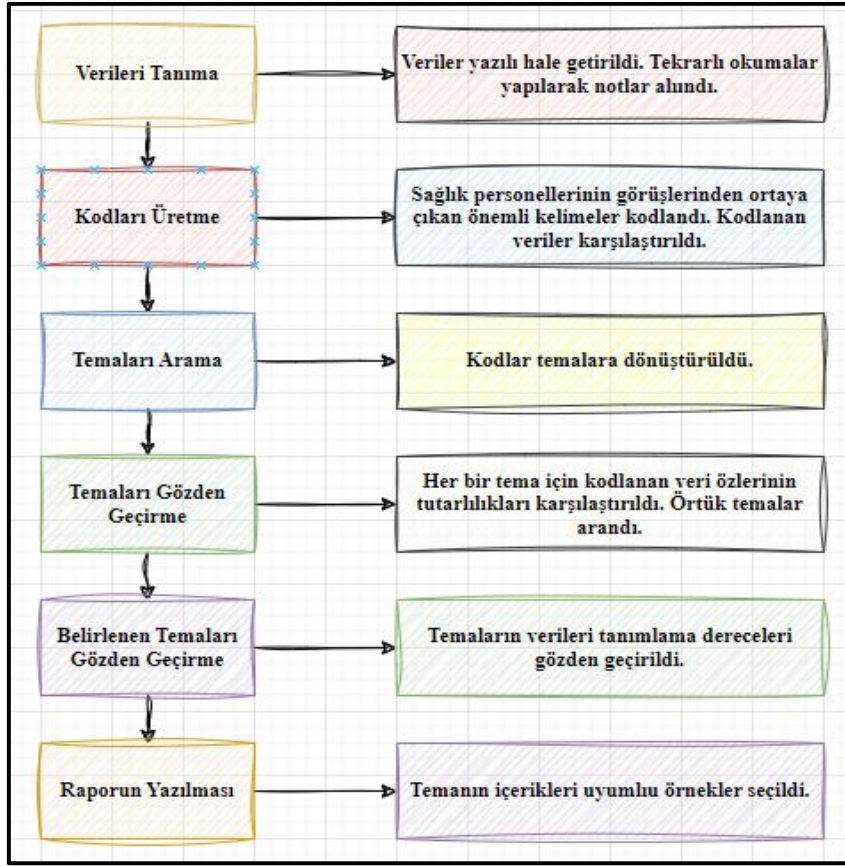 Verileri Tanıma
Veriler yazılı hale getirildi. Tekrarlı okumalar
yapılarak notlar alındı.
Kodları Üretme
Sağlık personellerinin görüşlerinden ortaya
çıkan önemli kelimeler kodlandı. Kodlanan
veriler karşılaştırıldı.
Temaları Arama
Kodlar temalara dönüştürüldü.
Temaları Gözden
Geçirme
Her bir tema için kodlanan veri özlerinin
tutarlılıkları karşılaştırıldı. Örtük temalar
arandı.
Belirlenen Temaları
Gözden Geçirme
Temaların verileri tanımlama dereceleri
gözden geçirildi.
Raporun Yazılması
Temanın içerikleri uyumlıu örnekler seçildi.